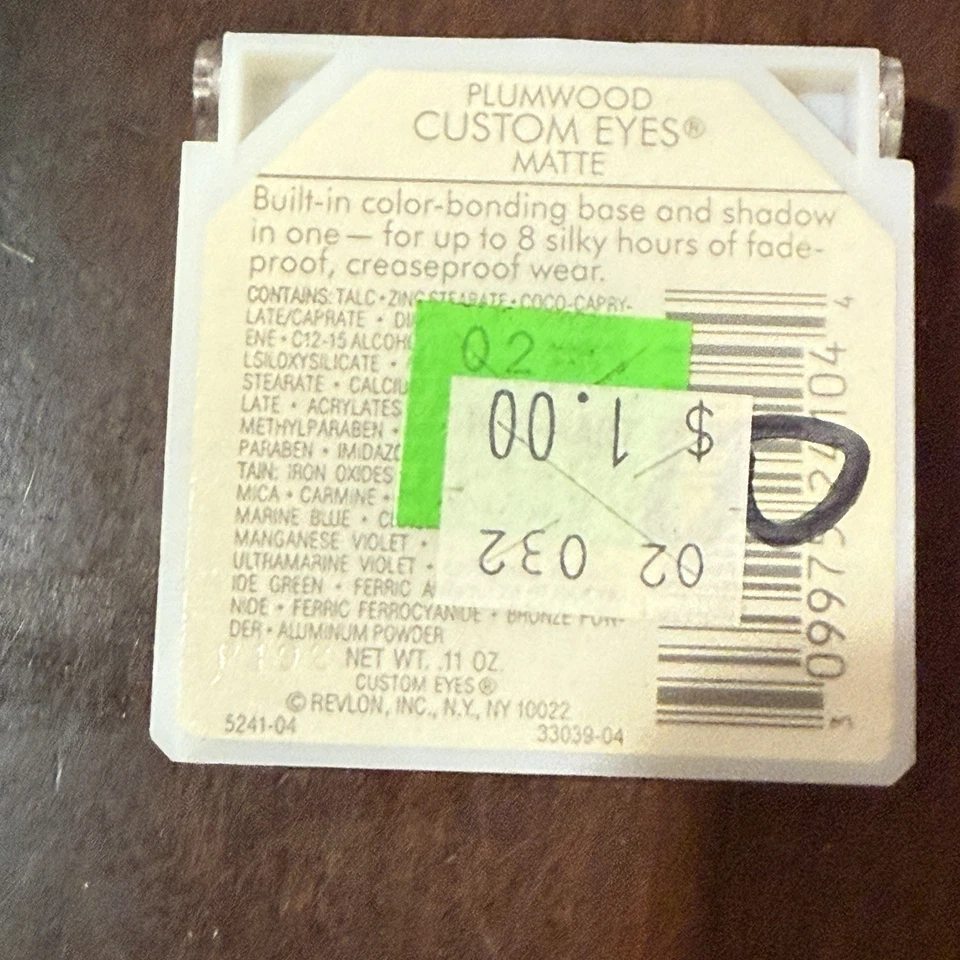 PLUMWOOD
CUSTOM EYES®
MATTE
Built-in color-bonding base and shadow
in one — for up to 8 silky hours of fade-
proof, creaseproof wear.
CONTAINS: TALC • ZINC STEARATE • COCO-CAPRY-
LATE/CAPRATE •
ENE • C12-15
LSILOXYSILICATE •
STEARATE •
LATE • ACRYLATES
METHYLPARABEN •
PARABEN •
TAIN: IRON OXIDES
MICA • CARMINE •
MARINE BLUE •
MANGANESE VIOLET •
ULTRAMARINE VIOLET •
IDE GREEN • FERRIC
NIDE • FERRIC FERROCYANIDE • BRONZE POW-
DER • ALUMINUM POWDER
NET WT. .11 OZ.
CUSTOM EYES®
© REVLON, INC., N.Y., NY 10022
5241-04 33039-04
02
$ 1.00
02 032
4
3